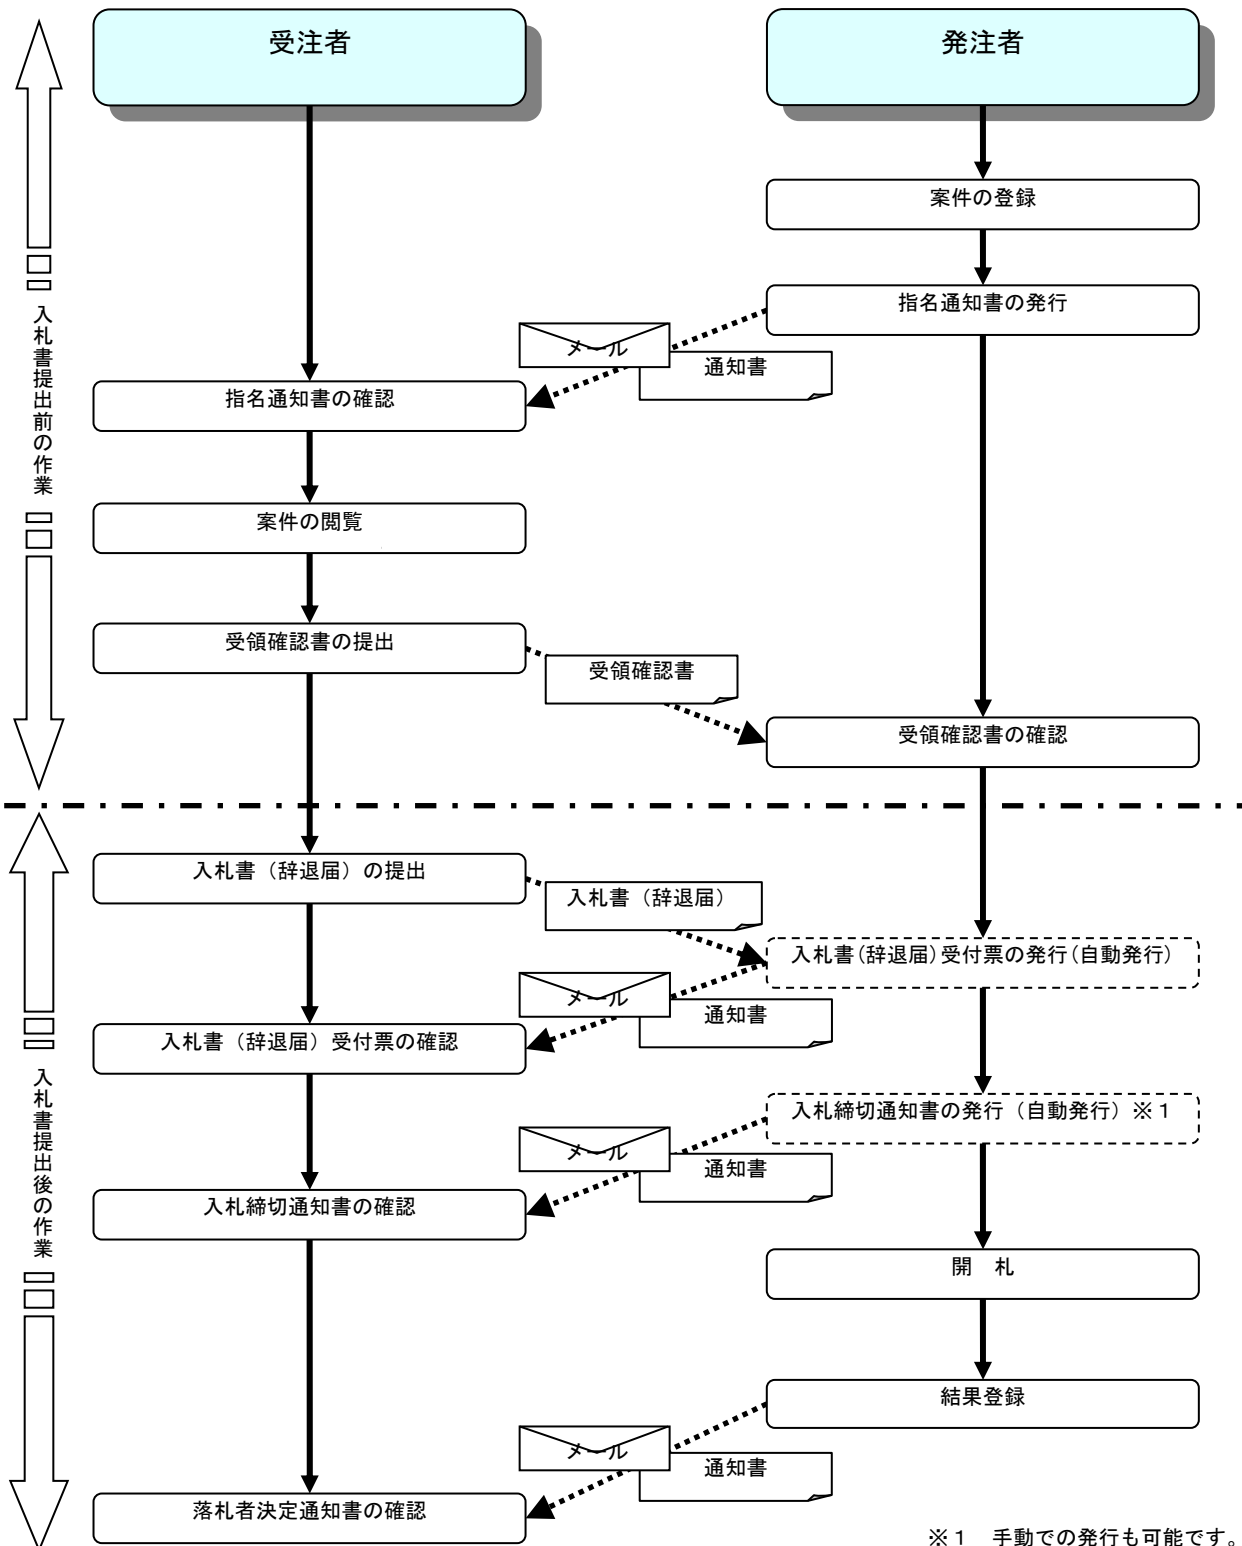 受注者
発注者
案件の登録
指名通知書の発行
メール
通知書
指名通知書の確認
入札書提出前の作業
案件の閲覧
受領確認書の提出
受領確認書
受領確認書の確認
入札書（辞退届）の提出
入札書（辞退届）
入札書(辞退届)受付票の発行(自動発行)
メール
通知書
入札書（辞退届）受付票の確認
入札書提出後の作業
入札締切通知書の発行（自動発行）※１
メール
通知書
入札締切通知書の確認
開　札
結果登録
メール
通知書
落札者決定通知書の確認
※１　手動での発行も可能です。